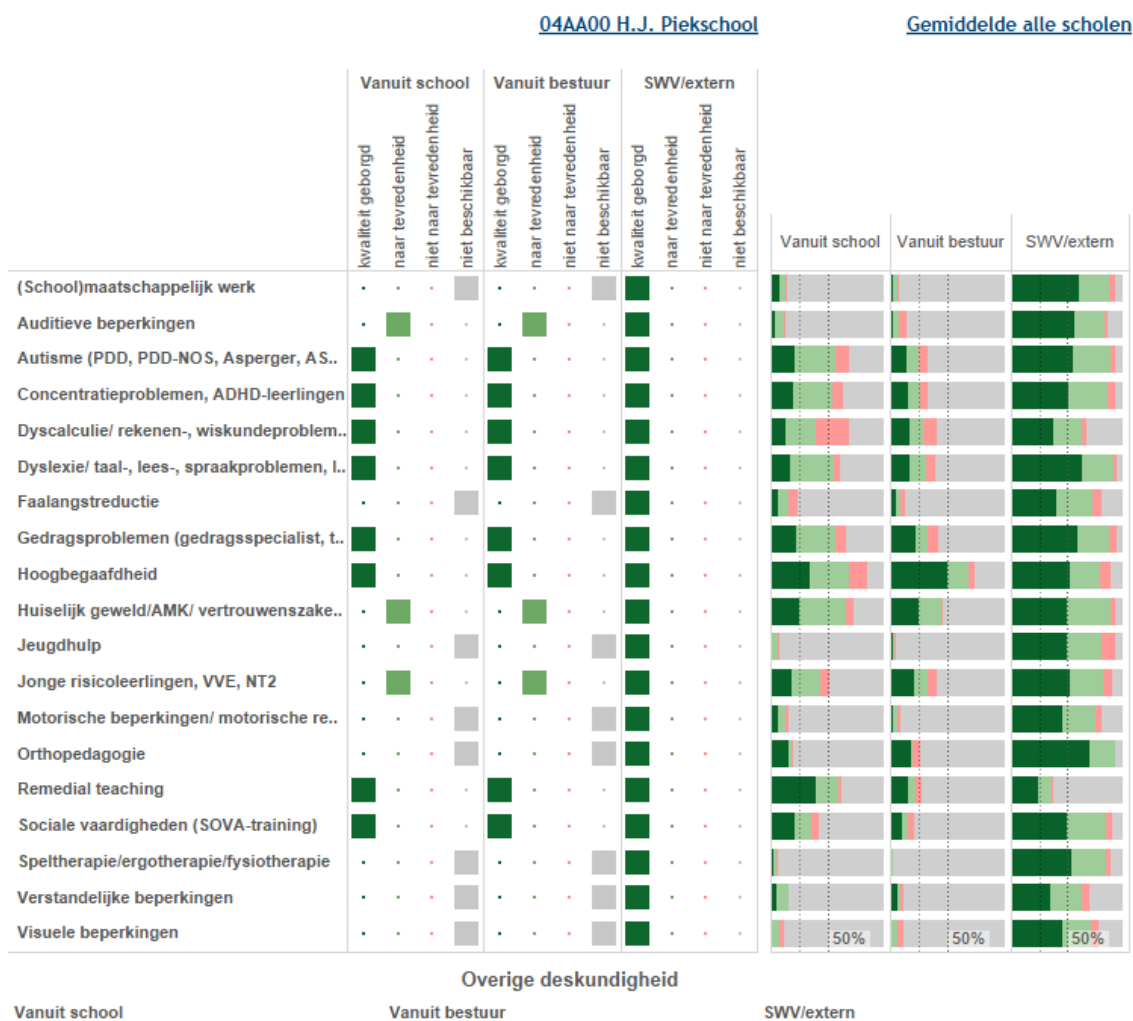 04AA00 H.J. Piekschool
Gemiddelde alle scholen
Vanuit school
Vanuit bestuur
SWV/extern
kwaliteit geborgd
naar tevredenheid
niet naar tevredenheid
niet beschikbaar
kwaliteit geborgd
naar tevredenheid
niet naar tevredenheid
niet beschikbaar
kwaliteit geborgd
naar tevredenheid
niet naar tevredenheid
niet beschikbaar
Vanuit school
Vanuit bestuur
SWV/extern
(School)maatschappelijk werk
Auditieve beperkingen
Autisme (PDD, PDD-NOS, Asperger, AS..
Concentratieproblemen, ADHD-leerlingen
Dyscalculie/ rekenen-, wiskundeproblem..
Dyslexie/ taal-, lees-, spraakproblemen, l..
Faalangstreductie
Gedragsproblemen (gedragsspecialist, t..
Hoogbegaafdheid
Huiselijk geweld/AMK/ vertrouwenszake..
Jeugdhulp
Jonge risicoleerlingen, VVE, NT2
Motorische beperkingen/ motorische re..
Orthopedagogie
Remedial teaching
Sociale vaardigheden (SOVA-training)
Speltherapie/ergotherapie/fysiotherapie
Verstandelijke beperkingen
Visuele beperkingen
50%
50%
50%
Overige deskundigheid
Vanuit school
Vanuit bestuur
SWV/extern